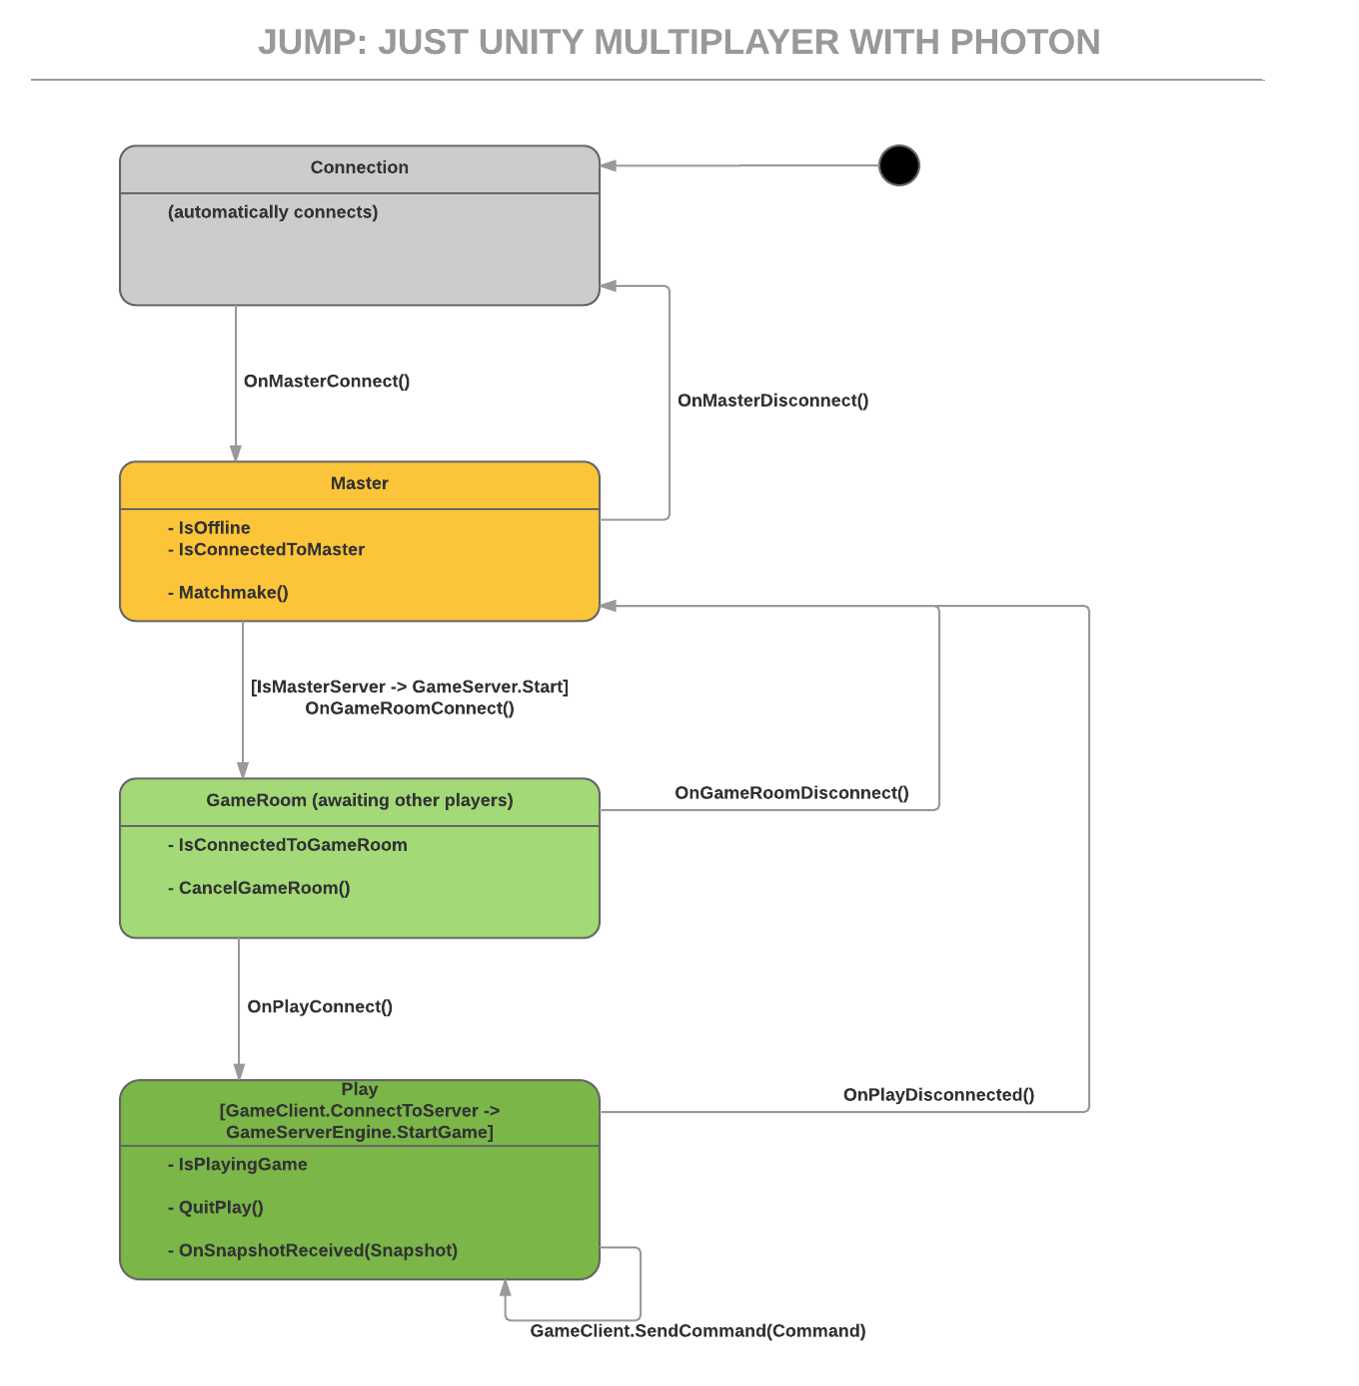 JUMP: JUST UNITY MULTIPLAYER WITH PHOTON
Connection
(automatically connects)
OnMasterConnect()
OnMasterDisconnect()
Master
- IsOffline
- IsConnectedToMaster
- Matchmake()
[IsMasterServer -> GameServer.Start]
OnGameRoomConnect()
OnGameRoomDisconnect()
GameRoom (awaiting other players)
- IsConnectedToGameRoom
- CancelGameRoom()
OnPlayConnect()
OnPlayDisconnected()
Play
[GameClient.ConnectToServer ->
GameServerEngine.StartGame]
- IsPlayingGame
- QuitPlay()
- OnSnapshotReceived(Snapshot)
GameClient.SendCommand(Command)